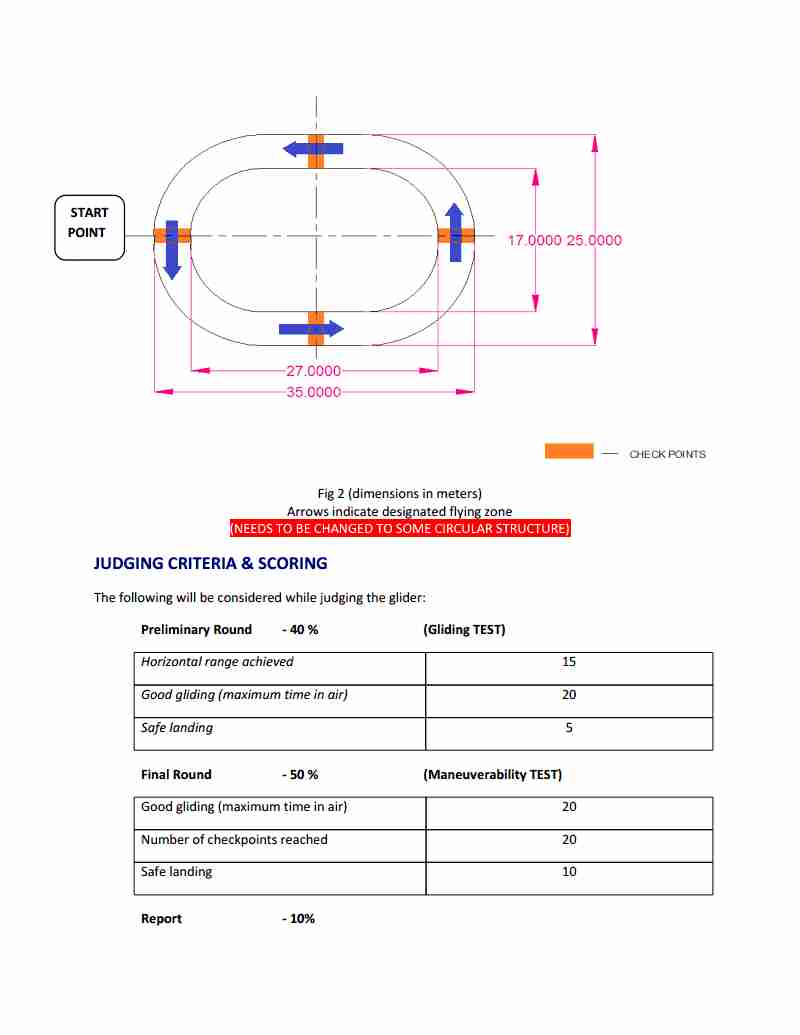 START
POINT
17.0000 25.0000
27.0000
35.0000
CHECK POINTS
Fig 2 (dimensions in meters)
Arrows indicate designated flying zone
(NEEDS TO BE CHANGED TO SOME CIRCULAR STRUCTURE)
JUDGING CRITERIA & SCORING
The following will be considered while judging the glider:
Preliminary Round - 40 % (Gliding TEST)
Horizontal range achieved 15
Good gliding (maximum time in air) 20
Safe landing 5
Final Round - 50 % (Maneuverability TEST)
Good gliding (maximum time in air) 20
Number of checkpoints reached 20
Safe landing 10
Report - 10%